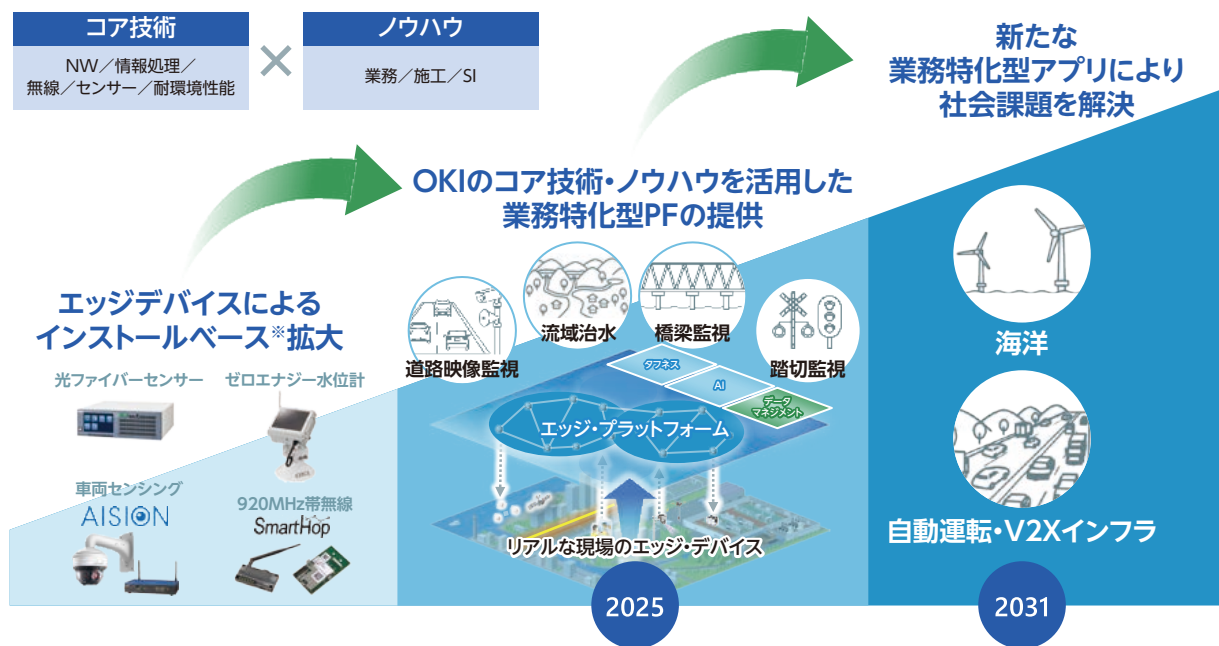 コア技術
NW／情報処理／
無線／センサー／耐環境性能
×
ノウハウ
業務／施工／SI
新たな
業務特化型アプリにより
社会課題を解決
OKIのコア技術・ノウハウを活用した
業務特化型PFの提供
エッジデバイスによる
インストールベース※拡大
光ファイバーセンサー
ゼロエナジー水位計
車両センシング
AISION
920MHz帯無線
SmartHop
道路映像監視
流域治水
橋梁監視
踏切監視
タフネス
AI
データ
マネジメント
エッジ・プラットフォーム
リアルな現場のエッジ・デバイス
海洋
自動運転・V2Xインフラ
2025
2031